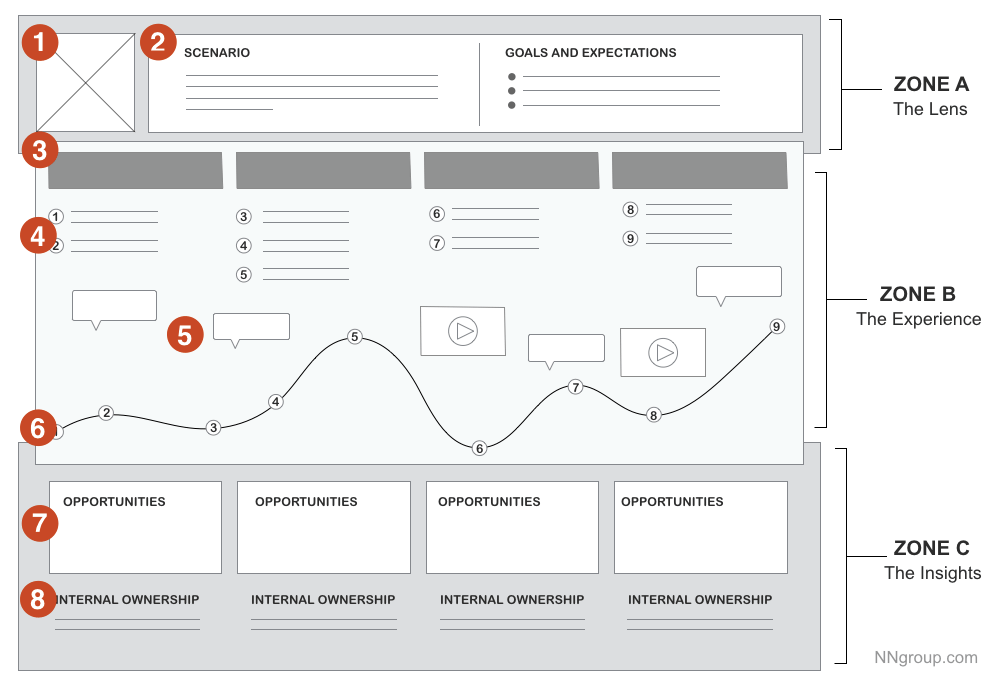 1
2
SCENARIO
GOALS AND EXPECTATIONS
ZONE A
The Lens
3
4
1
2
3
4
5
6
7
8
9
5
ZONE B
The Experience
6
2
3
4
5
6
7
8
9
7
OPPORTUNITIES
OPPORTUNITIES
OPPORTUNITIES
OPPORTUNITIES
ZONE C
The Insights
8
INTERNAL OWNERSHIP
INTERNAL OWNERSHIP
INTERNAL OWNERSHIP
INTERNAL OWNERSHIP
NNgroup.com